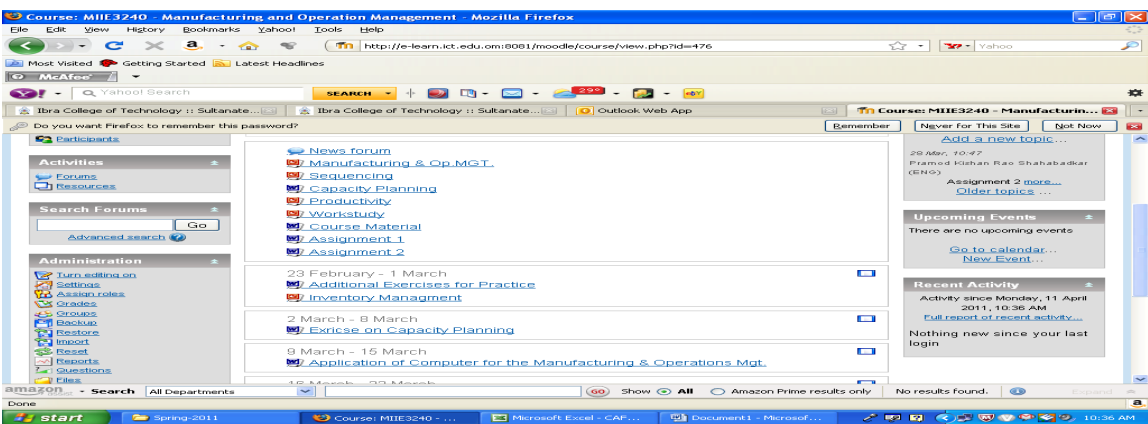 Course: MIIE3240 - Manufacturing and Operation Management - Mozilla Firefox
File Edit View History Bookmarks Yahoo! Tools Help
http://e-learn.ict.edu.om:8081/moodle/course/view.php?id=476
Yahoo
Most Visited Getting Started Latest Headlines
McAfee
Yahoo! Search SEARCH 299
Ibra College of Technology :: Sultanate... Ibra College of Technology :: Sultanate... Outlook Web App Course: MIIE3240 - Manufacturin...
Do you want Firefox to remember this password? Remember Never for This Site Not Now
Participants
Activities
Forums
Resources
Search Forums
Go
Advanced search
Administration
Turn editing on
Settings
Assign roles
Grades
Groups
Backup
Restore
Import
Reset
Reports
Questions
Files
News forum
Manufacturing & Op.MGT.
Sequencing
Capacity Planning
Productivity
Workstudy
Course Material
Assignment 1
Assignment 2
23 February - 1 March
Additional Exercises for Practice
Inventory Managment
2 March - 8 March
Exricse on Capacity Planning
9 March - 15 March
Application of Computer for the Manufacturing & Operations Mgt.
16 March - 22 March
Add a new topic...
29 Mar, 10:47
Pramod Kishan Rao Shahabadkar
(ENG)
Assignment 2 more...
Older topics ...
Upcoming Events
There are no upcoming events
Go to calendar...
New Event...
Recent Activity
Activity since Monday, 11 April
2011, 10:36 AM
Full report of recent activity...
Nothing new since your last
login
amazon Search All Departments GO Show All Amazon Prime results only No results found. Expand
Done
start Spring-2011 Course: MIIE3240 - ... Microsoft Excel - CAF... Document1 - Microsof... 10:36 AM